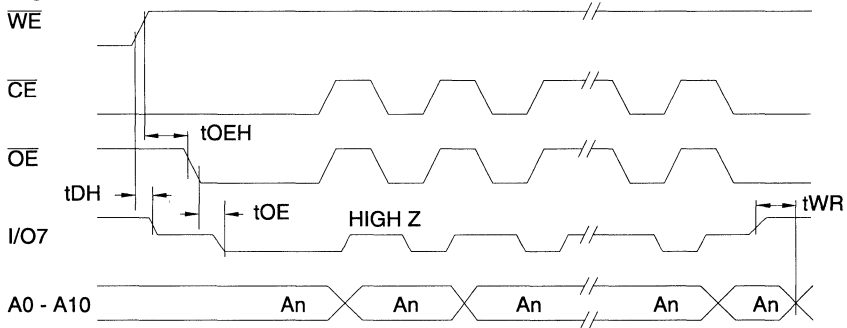 WE
CE
tOEH
OE
tDH
tOE
HIGH Z
tWR
I/O7
A0 - A10 An An An An An